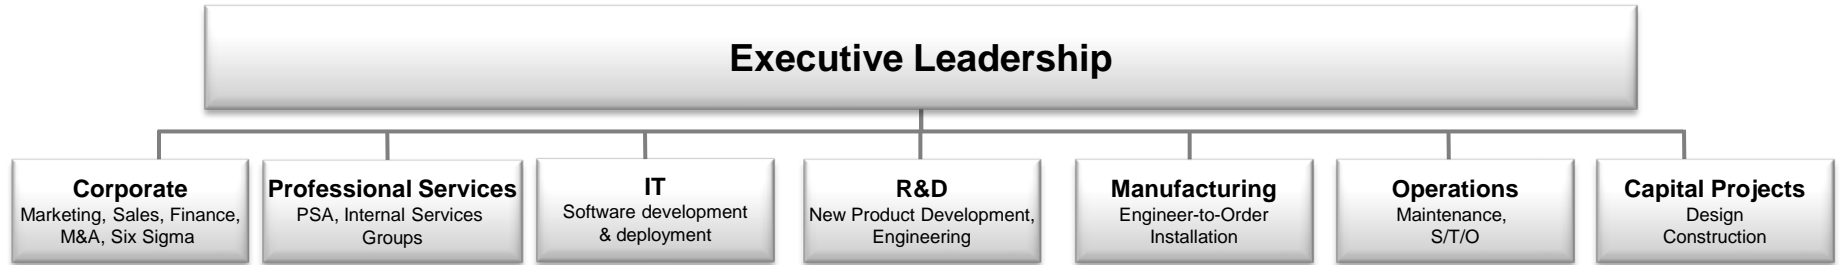 Executive Leadership
Corporate
Marketing, Sales, Finance,
M&A, Six Sigma
Professional Services
PSA, Internal Services
Groups
IT
Software development
& deployment
R&D
New Product Development,
Engineering
Manufacturing
Engineer-to-Order
Installation
Operations
Maintenance,
S/T/O
Capital Projects
Design
Construction